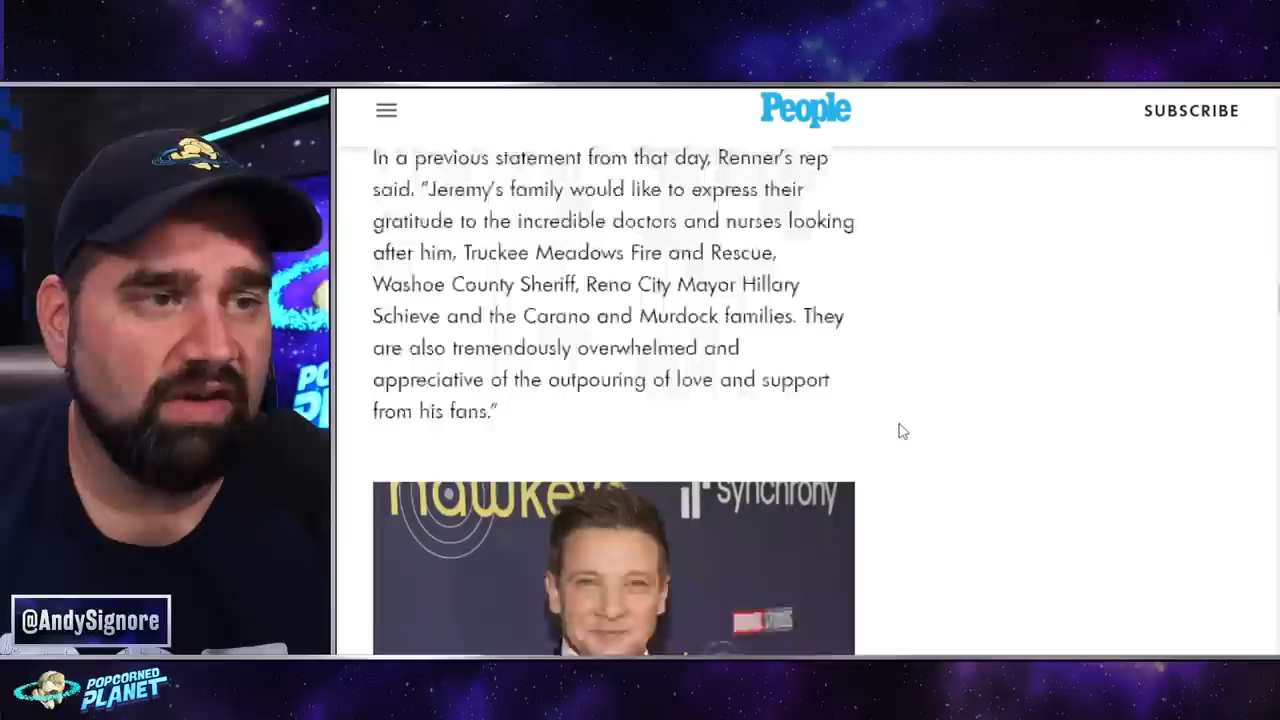 People
SUBSCRIBE
In a previous statement from that day, Renner's rep
said. "Jeremy's family would like to express their
gratitude to the incredible doctors and nurses looking
after him, Truckee Meadows Fire and Rescue,
Washoe County Sheriff, Reno City Mayor Hillary
Schieve and the Carano and Murdock families. They
are also tremendously overwhelmed and
appreciative of the outpouring of love and support
from his fans."
Hawkeye
synchrony
@AndySignore
POPCORNED
PLANET